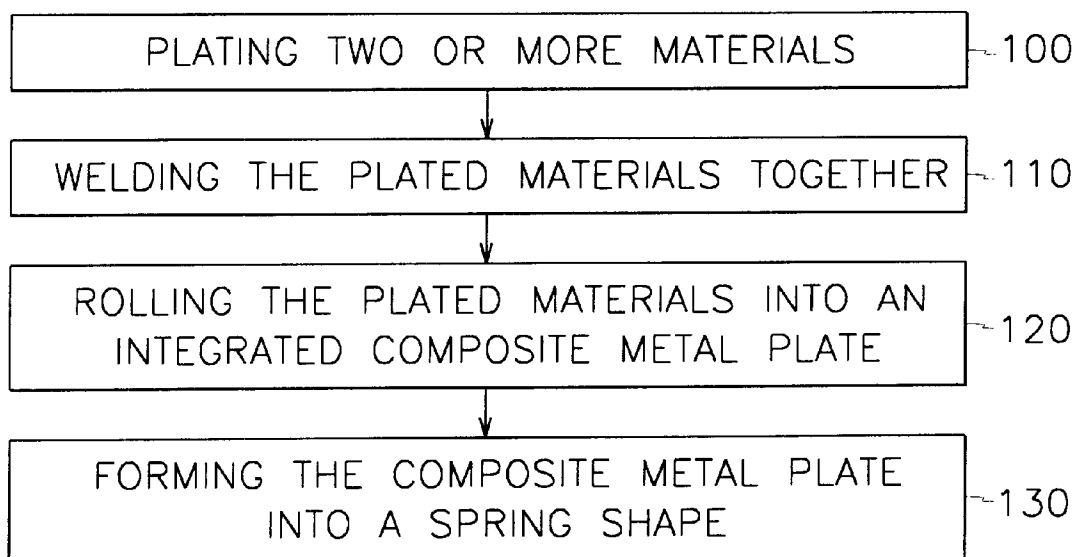 PLATING TWO OR MORE MATERIALS 100
WELDING THE PLATED MATERIALS TOGETHER 110
ROLLING THE PLATED MATERIALS INTO AN
INTEGRATED COMPOSITE METAL PLATE 120
FORMING THE COMPOSITE METAL PLATE
INTO A SPRING SHAPE 130